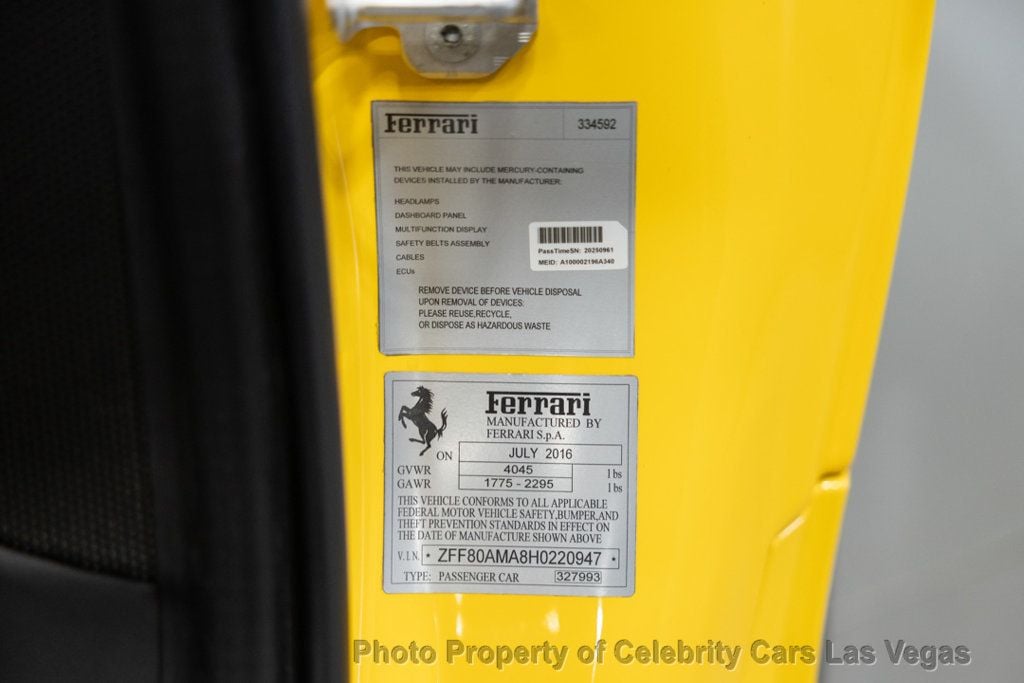 Ferrari 334592
THIS VEHICLE MAY INCLUDE MERCURY-CONTAINING
DEVICES INSTALLED BY THE MANUFACTURER:
HEADLAMPS
DASHBOARD PANEL
MULTIFUNCTION DISPLAY
SAFETY BELTS ASSEMBLY
CABLES
ECUs
PassTimeSN: 20250961
MEID: A100002196A340
REMOVE DEVICE BEFORE VEHICLE DISPOSAL
UPON REMOVAL OF DEVICES:
PLEASE REUSE,RECYCLE,
OR DISPOSE AS HAZARDOUS WASTE
Ferrari
MANUFACTURED BY
FERRARI S.p.A.
ON JULY 2016
GVWR 4045 lbs
GAWR 1775 - 2295 lbs
THIS VEHICLE CONFORMS TO ALL APPLICABLE
FEDERAL MOTOR VEHICLE SAFETY,BUMPER,AND
THEFT PREVENTION STANDARDS IN EFFECT ON
THE DATE OF MANUFACTURE SHOWN ABOVE
V.I.N. * ZFF80AMA8H0220947 *
TYPE: PASSENGER CAR 327993
Photo Property of Celebrity Cars Las Vegas